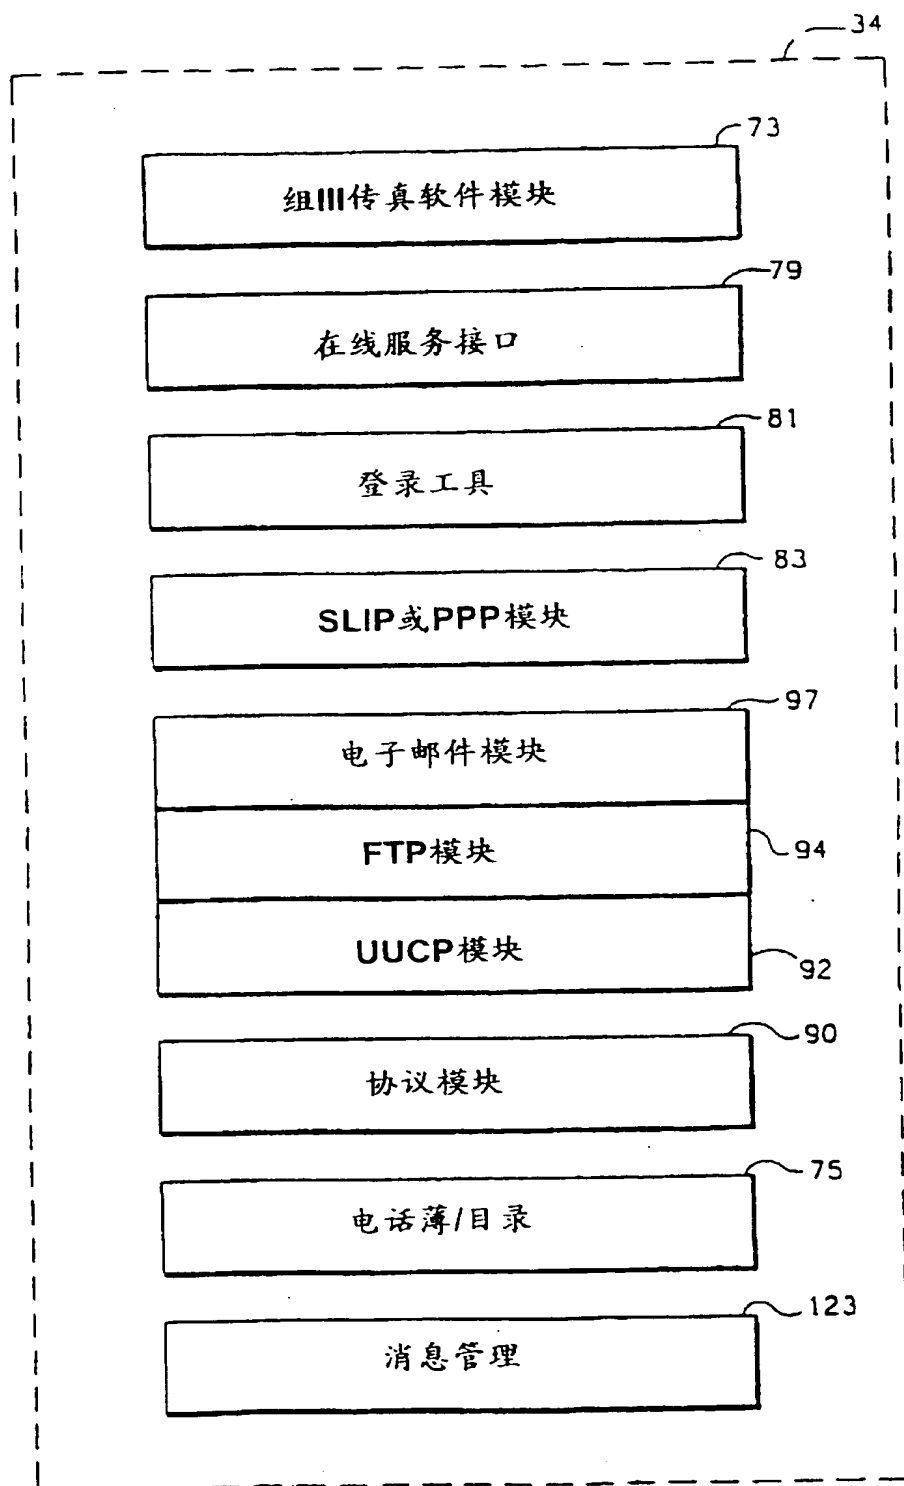 34
73
组III传真软件模块
79
在线服务接口
81
登录工具
83
SLIP或PPP模块
97
电子邮件模块
FTP模块
94
UUCP模块
92
90
协议模块
75
电话薄/目录
123
消息管理